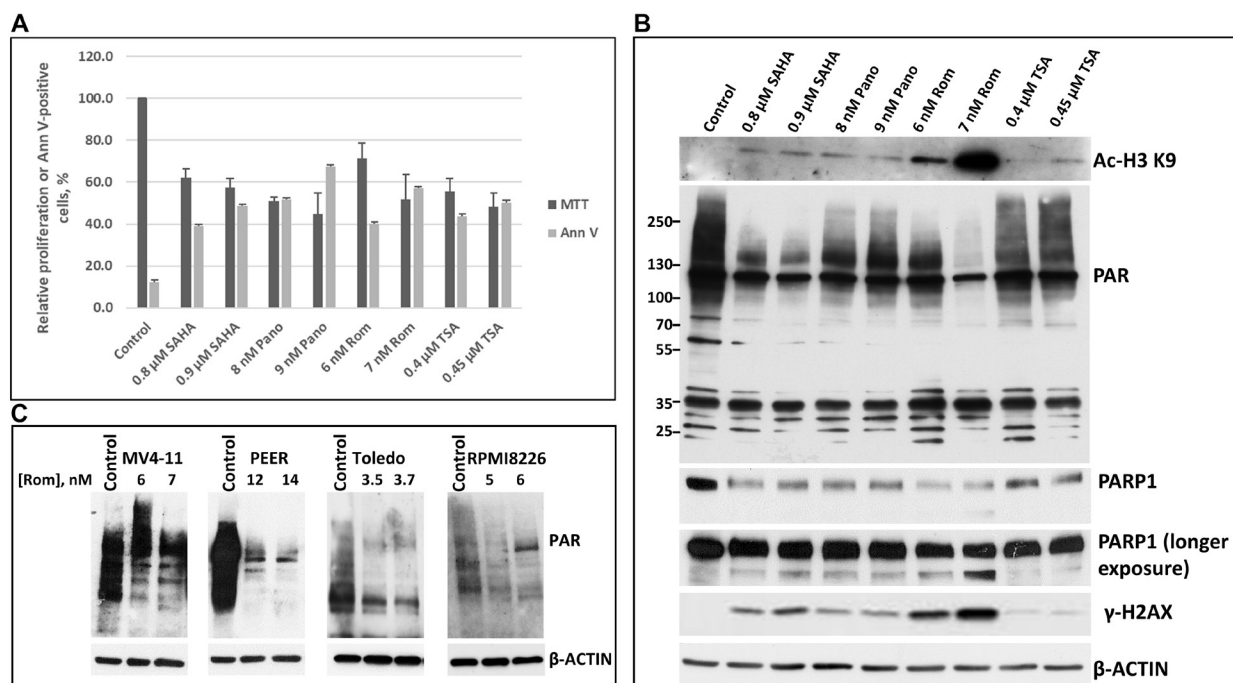 A
120.0
100.0
80.0
60.0
40.0
20.0
0.0
Relative proliferation or Ann V-positive
cells, %
MTT
Ann V
Control
0.8 µM SAHA
0.9 µM SAHA
8 nM Pano
9 nM Pano
6 nM Rom
7 nM Rom
0.4 µM TSA
0.45 µM TSA
B
Control
0.8 µM SAHA
0.9 µM SAHA
8 nM Pano
9 nM Pano
6 nM Rom
7 nM Rom
0.4 µM TSA
0.45 µM TSA
Ac-H3 K9
250
130
100
70
55
35
25
PAR
PARP1
PARP1 (longer
exposure)
γ-H2AX
β-ACTIN
C
Control
MV4-11
Control
PEER
Control
Toledo
Control
RPMI8226
[Rom], nM 6 7 12 14 3.5 3.7 5 6
PAR
β-ACTIN